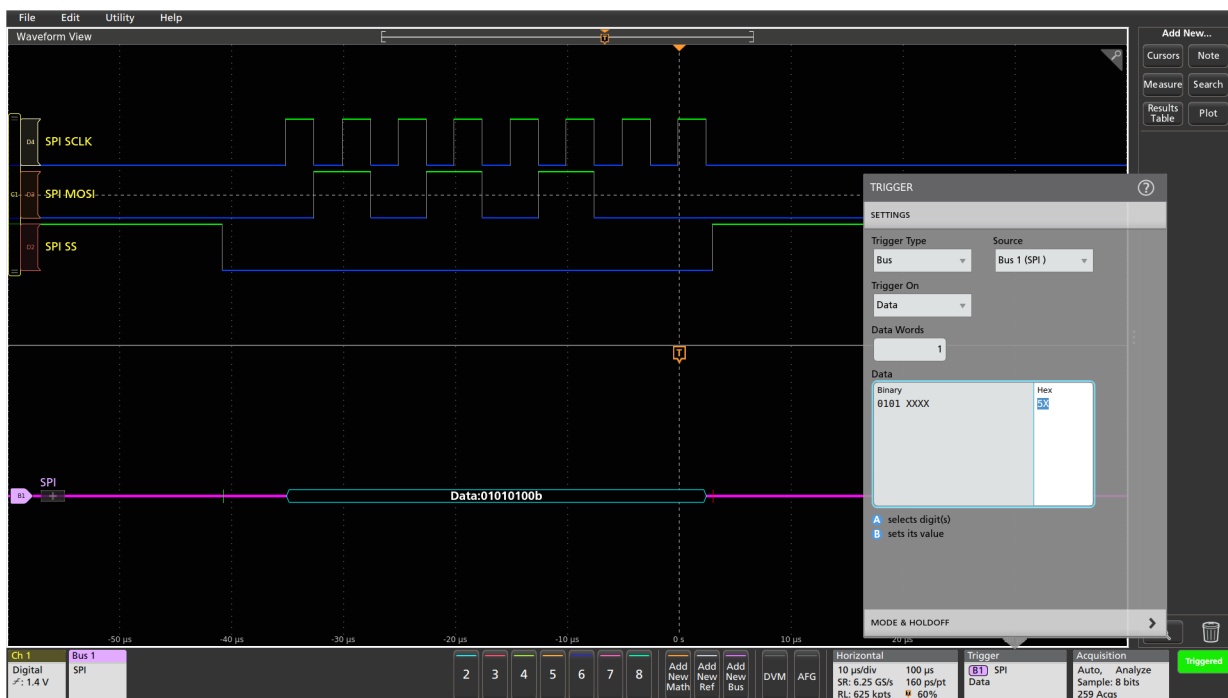 File Edit Utility Help
Waveform View
Add New...
Cursors Note
Measure Search
Results Table Plot
D4 SPI SCLK
C1 D3 SPI MOSI
D2 SPI SS
T
T
SPI
B1 +
Data:01010100b
-50 µs -40 µs -30 µs -20 µs -10 µs 0 s 10 µs 20 µs
TRIGGER ?
SETTINGS
Trigger Type Source
Bus Bus 1 (SPI )
Trigger On
Data
Data Words
1
Data
Binary Hex
0101 XXXX 5X
A selects digit(s)
B sets its value
MODE & HOLDOFF
Ch 1
Digital
: 1.4 V
Bus 1
SPI
2 3 4 5 6 7 8
Add New Math
Add New Ref
Add New Bus
DVM AFG
Horizontal
10 µs/div 100 µs
SR: 6.25 GS/s 160 ps/pt
RL: 625 kpts 60%
Trigger
B1 SPI
Data
Acquisition
Auto, Analyze
Sample: 8 bits
259 Acqs
Triggered